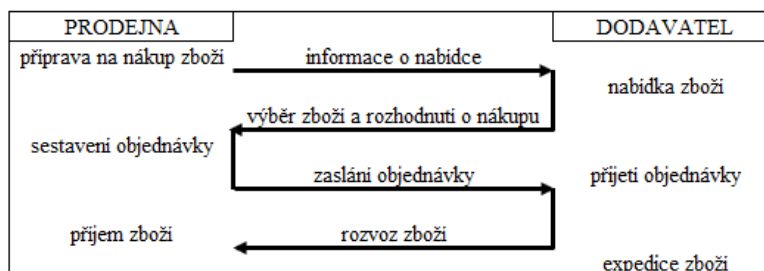 PRODEJNA
DODAVATEL
příprava na nákup zboží
informace o nabídce
nabídka zboží
výběr zboží a rozhodnutí o nákupu
sestavení objednávky
zaslání objednávky
přijetí objednávky
příjem zboží
rozvoz zboží
expedice zboží